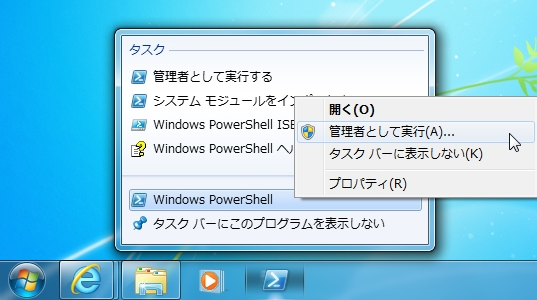 タスク
管理者として実行する
システム モジュールをインポ
Windows PowerShell ISE
Windows PowerShell ヘル
Windows PowerShell
タスク バーにこのプログラムを表示しない
開く(O)
管理者として実行(A)...
タスク バーに表示しない(K)
プロパティ(R)